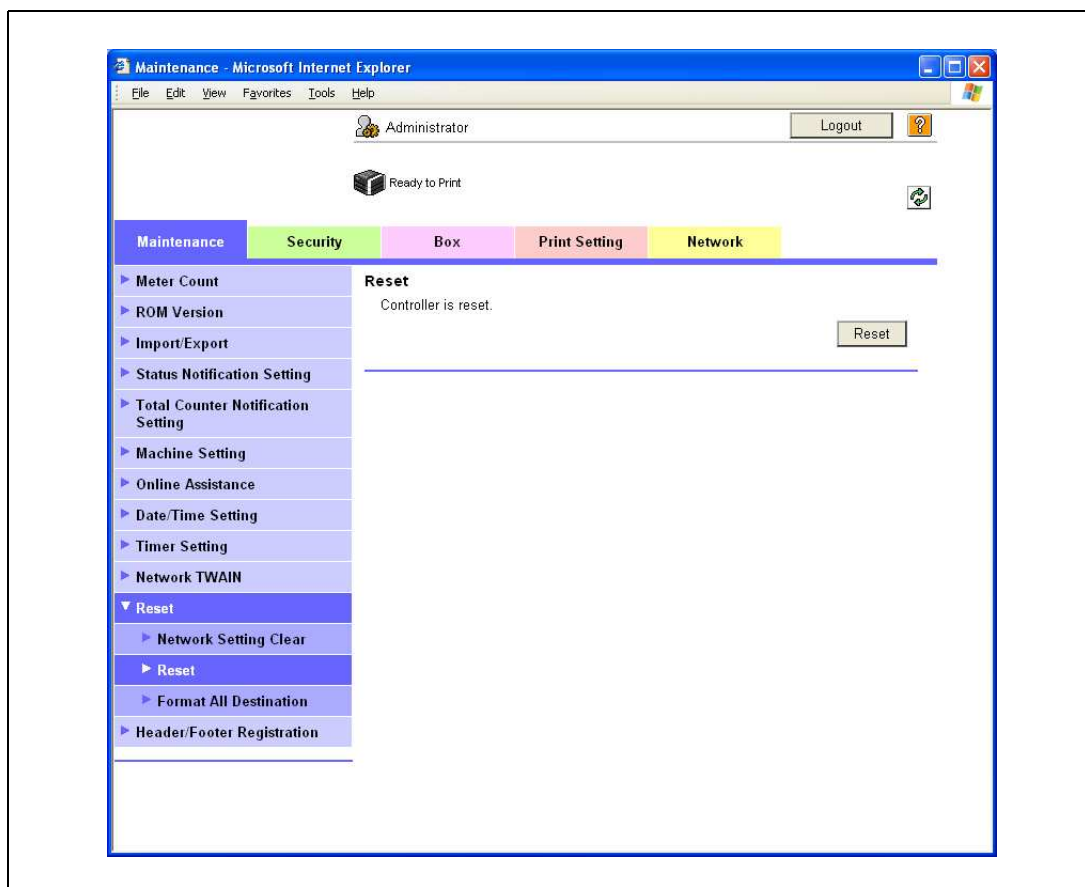 Maintenance - Microsoft Internet Explorer
File Edit View Favorites Tools Help
Administrator
Logout
?
Ready to Print
Maintenance Security Box Print Setting Network
Meter Count
ROM Version
Import/Export
Status Notification Setting
Total Counter Notification
Setting
Machine Setting
Online Assistance
Date/Time Setting
Timer Setting
Network TWAIN
Reset
Network Setting Clear
Reset
Format All Destination
Header/Footer Registration
Reset
Controller is reset.
Reset